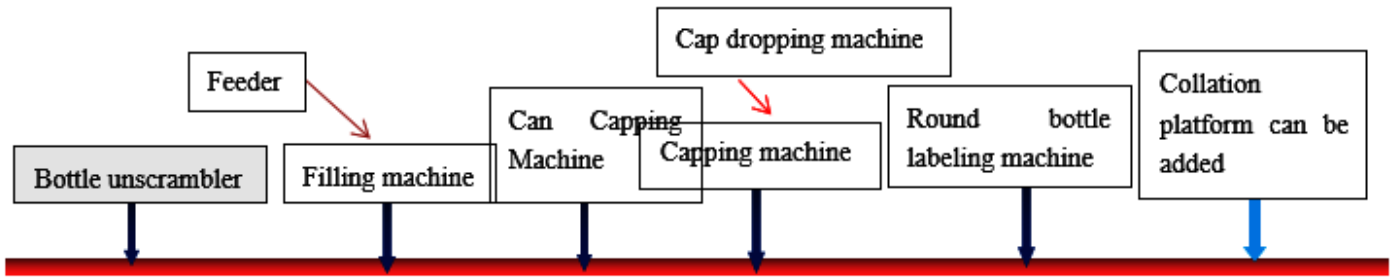 Bottle unscrambler
Feeder
Filling machine
Can Capping
Machine
Cap dropping machine
Capping machine
Round bottle
labeling machine
Collation
platform can be
added